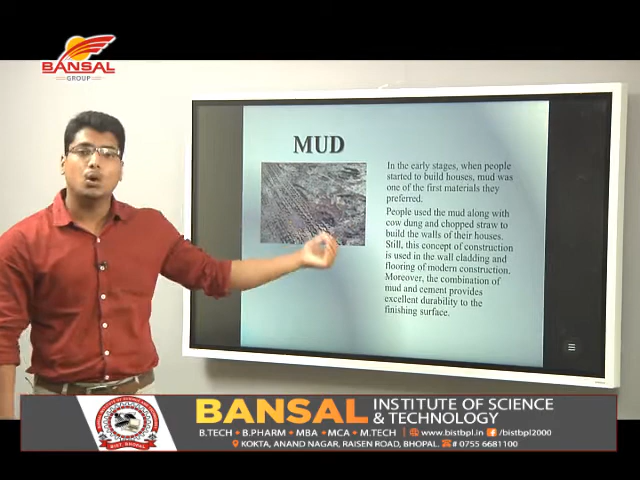 BANSAL
GROUP
MUD
In the early stages, when people
started to build houses, mud was
one of the first materials they
preferred.
People used the mud along with
cow dung and chopped straw to
build the walls of their houses.
Still, this concept of construction
is used in the wall cladding and
flooring of modern construction.
Moreover, the combination of
mud and cement provides
excellent durability to the
finishing surface.
BIST BHOPAL
BANSAL INSTITUTE OF SCIENCE & TECHNOLOGY
B.TECH • B.PHARM • MBA • MCA • M.TECH | www.bistbpl.in /bistbpl2000
KOKTA, ANAND NAGAR, RAISEN ROAD, BHOPAL. # 0755 6681100